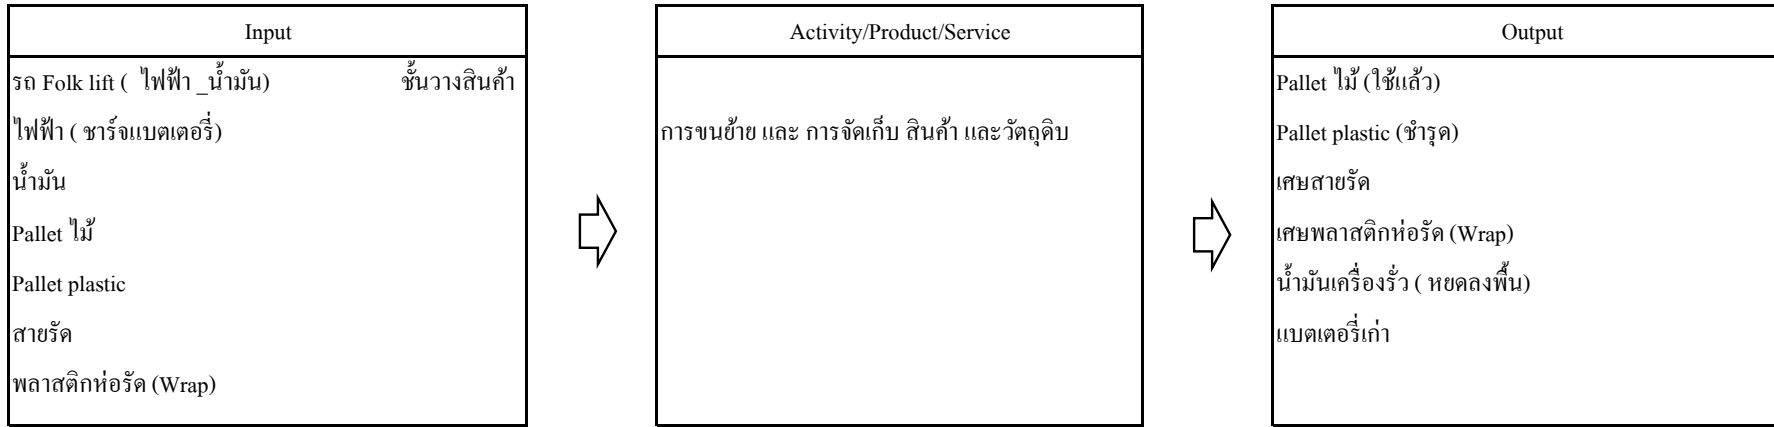 Input
รถ Folk lift ( ไฟฟ้า _น้ำมัน) ชั้นวางสินค้า
ไฟฟ้า ( ชาร์จแบตเตอรี่)
น้ำมัน
Pallet ไม้
Pallet plastic
สายรัด
พลาสติกห่อรัด (Wrap)
Activity/Product/Service
การขนย้าย และ การจัดเก็บ สินค้า และวัตถุดิบ
Output
Pallet ไม้ (ใช้แล้ว)
Pallet plastic (ชำรุด)
เศษสายรัด
เศษพลาสติกห่อรัด (Wrap)
น้ำมันเครื่องรั่ว ( หยดลงพื้น)
แบตเตอรี่เก่า